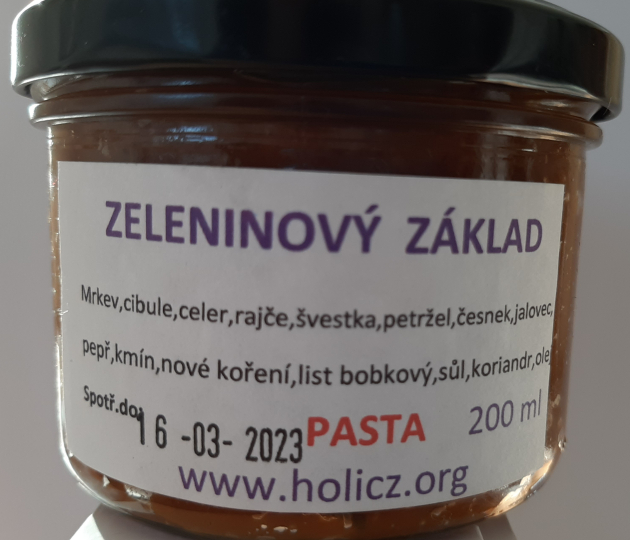 ZELENINOVÝ ZÁKLAD
Mrkev,cibule,celer,rajče,švestka,petržel,česnek,jalovec,
pepř,kmín,nové koření,list bobkový,sůl,koriandr,olej
Spotř.do:
16 -03- 2023 PASTA 200 ml
www.holicz.org